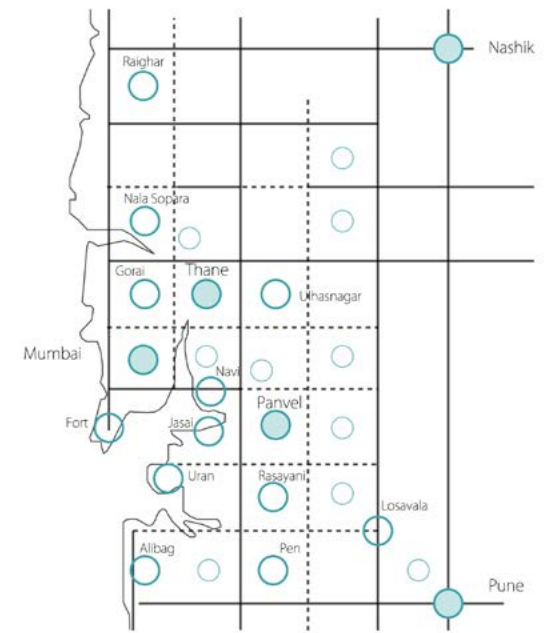 Nashik
Raighar
Nala Sopara
Gorai
Thane
Ulhasnagar
Mumbai
Navi
Panvel
Fort
Jasai
Uran
Rasayani
Losavala
Alibag
Pen
Pune